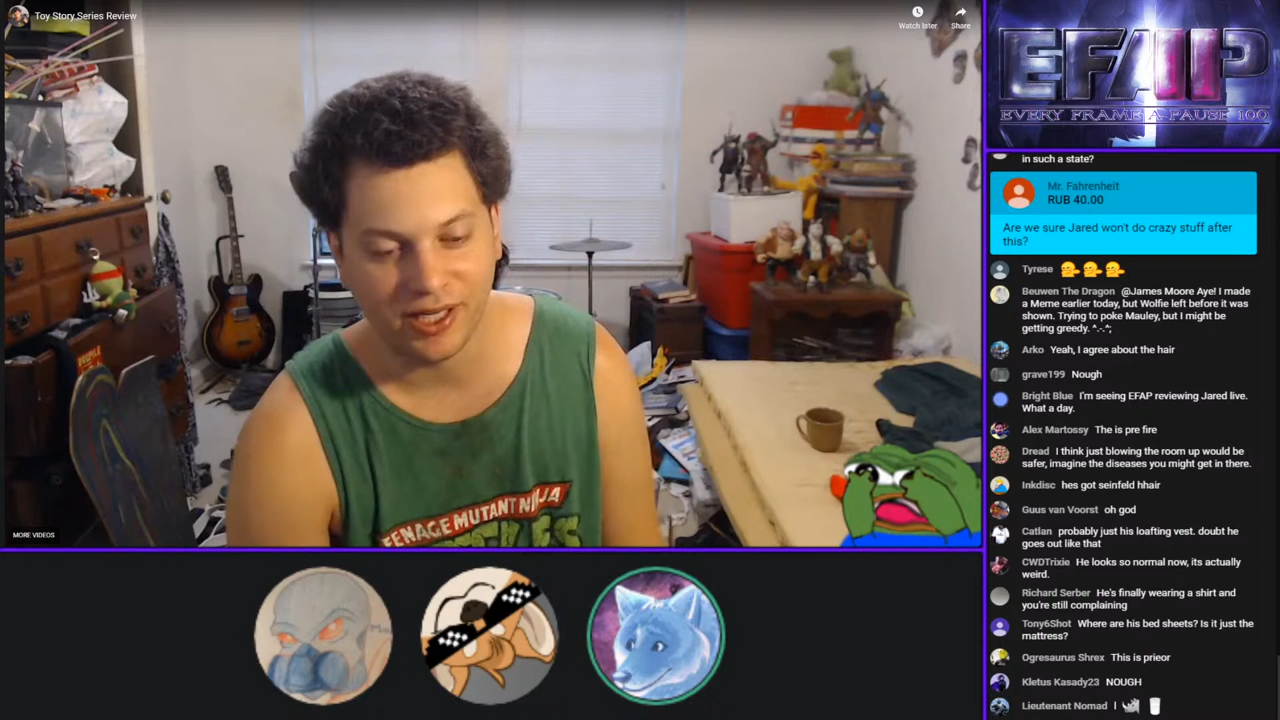 Toy Story Series Review
Watch later
Share
TEENAGE MUTANT NINJA
MORE VIDEOS
EFAP
EVERY FRAME A PAUSE 100
in such a state?
Mr. Fahrenheit
RUB 40.00
Are we sure Jared won't do crazy stuff after
this?
Tyrese
Beuwen The Dragon @James Moore Aye! I made
a Meme earlier today, but Wolfie left before it was
shown. Trying to poke Mauley, but I might be
getting greedy. ^.-.^;
Arko Yeah, I agree about the hair
grave199 Nough
Bright Blue I'm seeing EFAP reviewing Jared live.
What a day.
Alex Martossy The is pre fire
Dread I think just blowing the room up would be
safer, imagine the diseases you might get in there.
Inkdisc hes got seinfeld hhair
Guus van Voorst oh god
Catlan probably just his loafting vest. doubt he
goes out like that
CWDTrixie He looks so normal now, its actually
weird.
Richard Serber He's finally wearing a shirt and
you're still complaining
Tony6Shot Where are his bed sheets? Is it just the
mattress?
Ogresaurus Shrex This is prieor
Kletus Kasady23 NOUGH
Lieutenant Nomad I